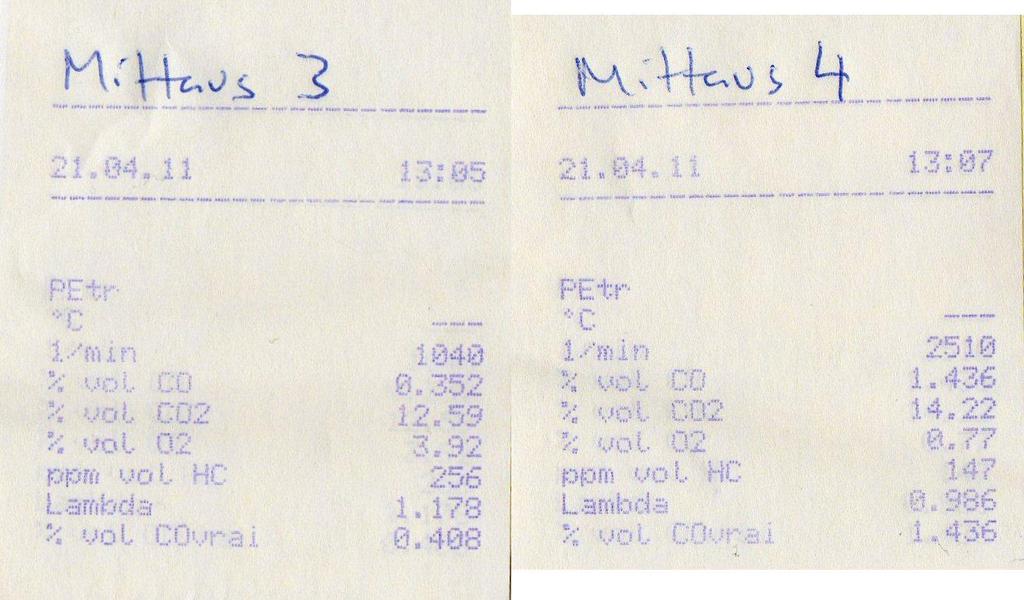 Mittavs 3
21.04.11 13:05
PEtr
°C ----
1/min 1040
% vol CO 0.352
% vol CO2 12.59
% vol O2 3.92
ppm vol HC 256
Lambda 1.178
% vol COvrai 0.408
Mittavs 4
21.04.11 13:07
PEtr
°C ----
1/min 2510
% vol CO 1.436
% vol CO2 14.22
% vol O2 0.77
ppm vol HC 147
Lambda 0.986
% vol COvrai 1.436